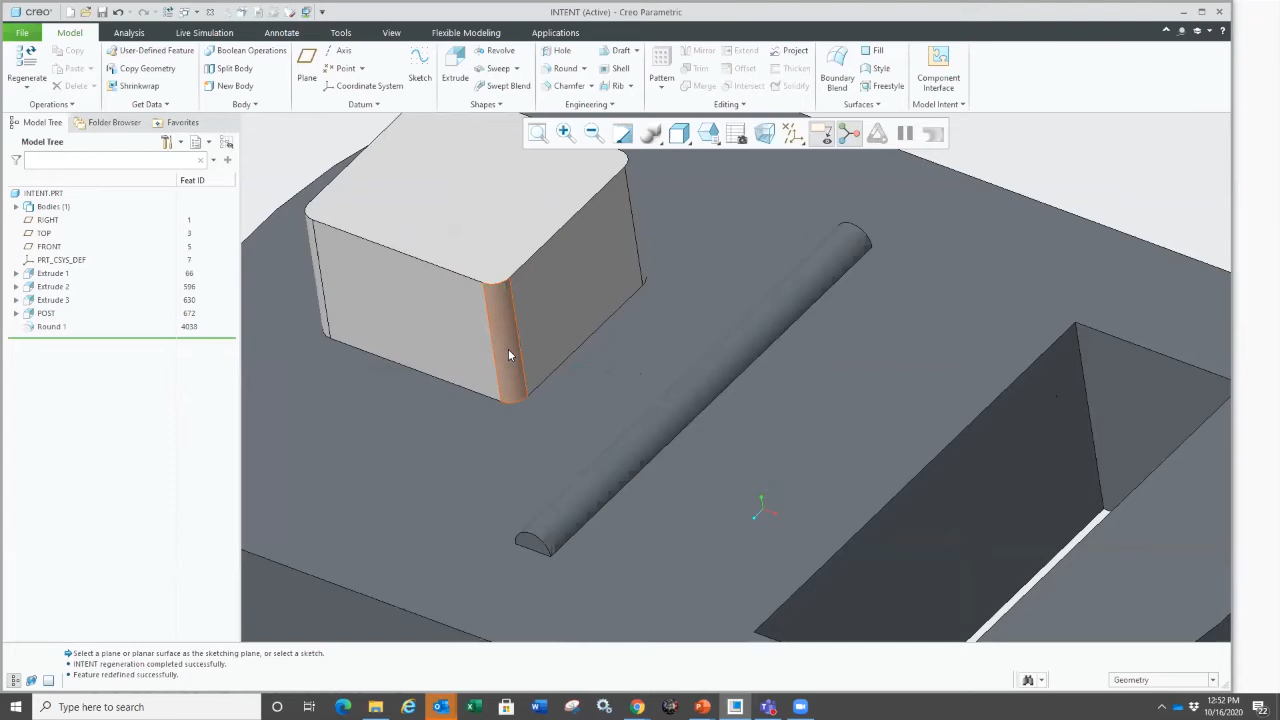 creo INTENT (Active) - Creo Parametric
File Model Analysis Live Simulation Annotate Tools View Flexible Modeling Applications
Regenerate Copy Paste Delete User-Defined Feature Copy Geometry Shrinkwrap Boolean Operations Split Body New Body Plane Axis Point Coordinate System Sketch Extrude Revolve Sweep Swept Blend Hole Round Chamfer Draft Shell Rib Pattern Mirror Trim Merge Extend Offset Intersect Project Thicken Solidify Boundary Blend Fill Style Freestyle Component Interface
Operations Get Data Body Datum Shapes Engineering Editing Surfaces Model Intent
Model Tree Folder Browser Favorites
Model Tree
Feat ID
INTENT.PRT
Bodies (1)
RIGHT 1
TOP 3
FRONT 5
PRT_CSYS_DEF 7
Extrude 1 66
Extrude 2 596
Extrude 3 630
POST 672
Round 1 4038
Select a plane or planar surface as the sketching plane, or select a sketch.
• INTENT regeneration completed successfully.
• Feature redefined successfully.
Geometry
Type here to search
12:52 PM
10/16/2020
22